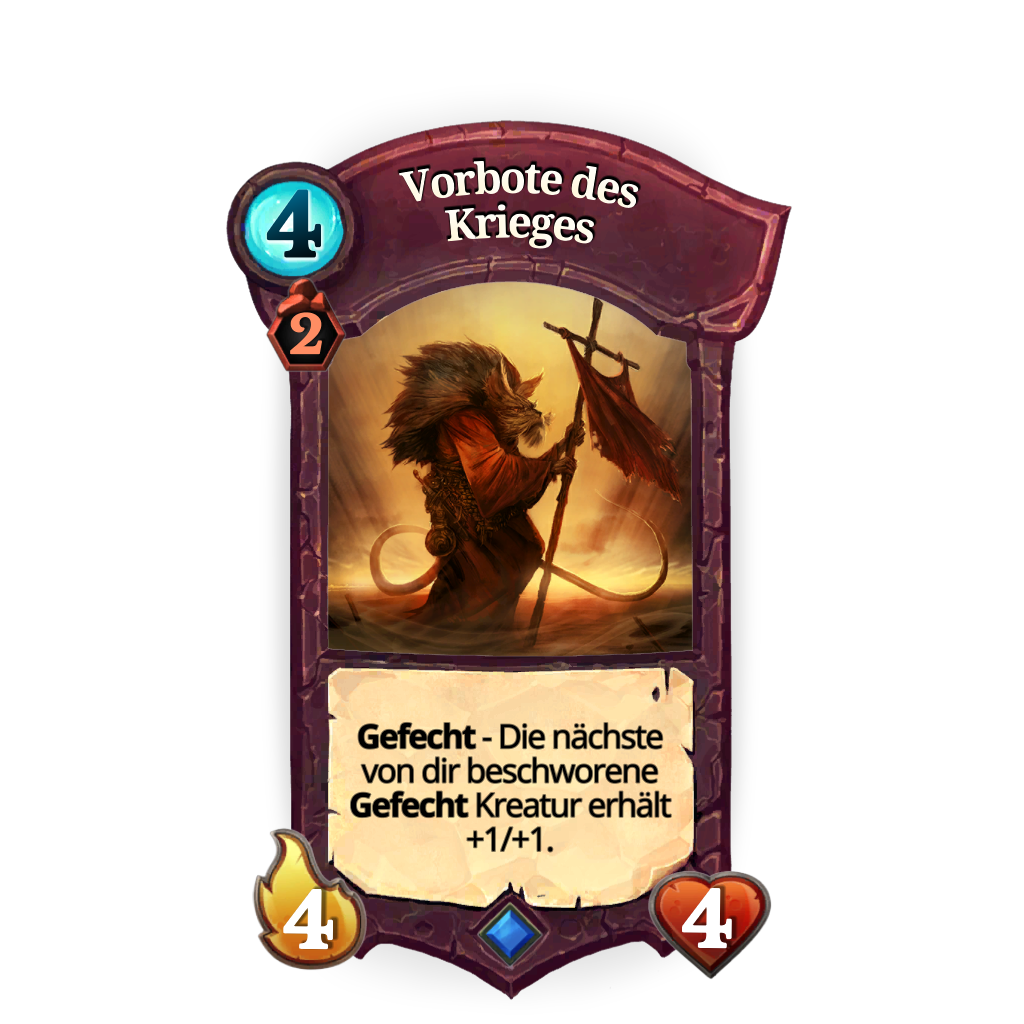 Vorbote des
Krieges
4
2
Gefecht - Die nächste
von dir beschworene
Gefecht Kreatur erhält
+1/+1.
4
4